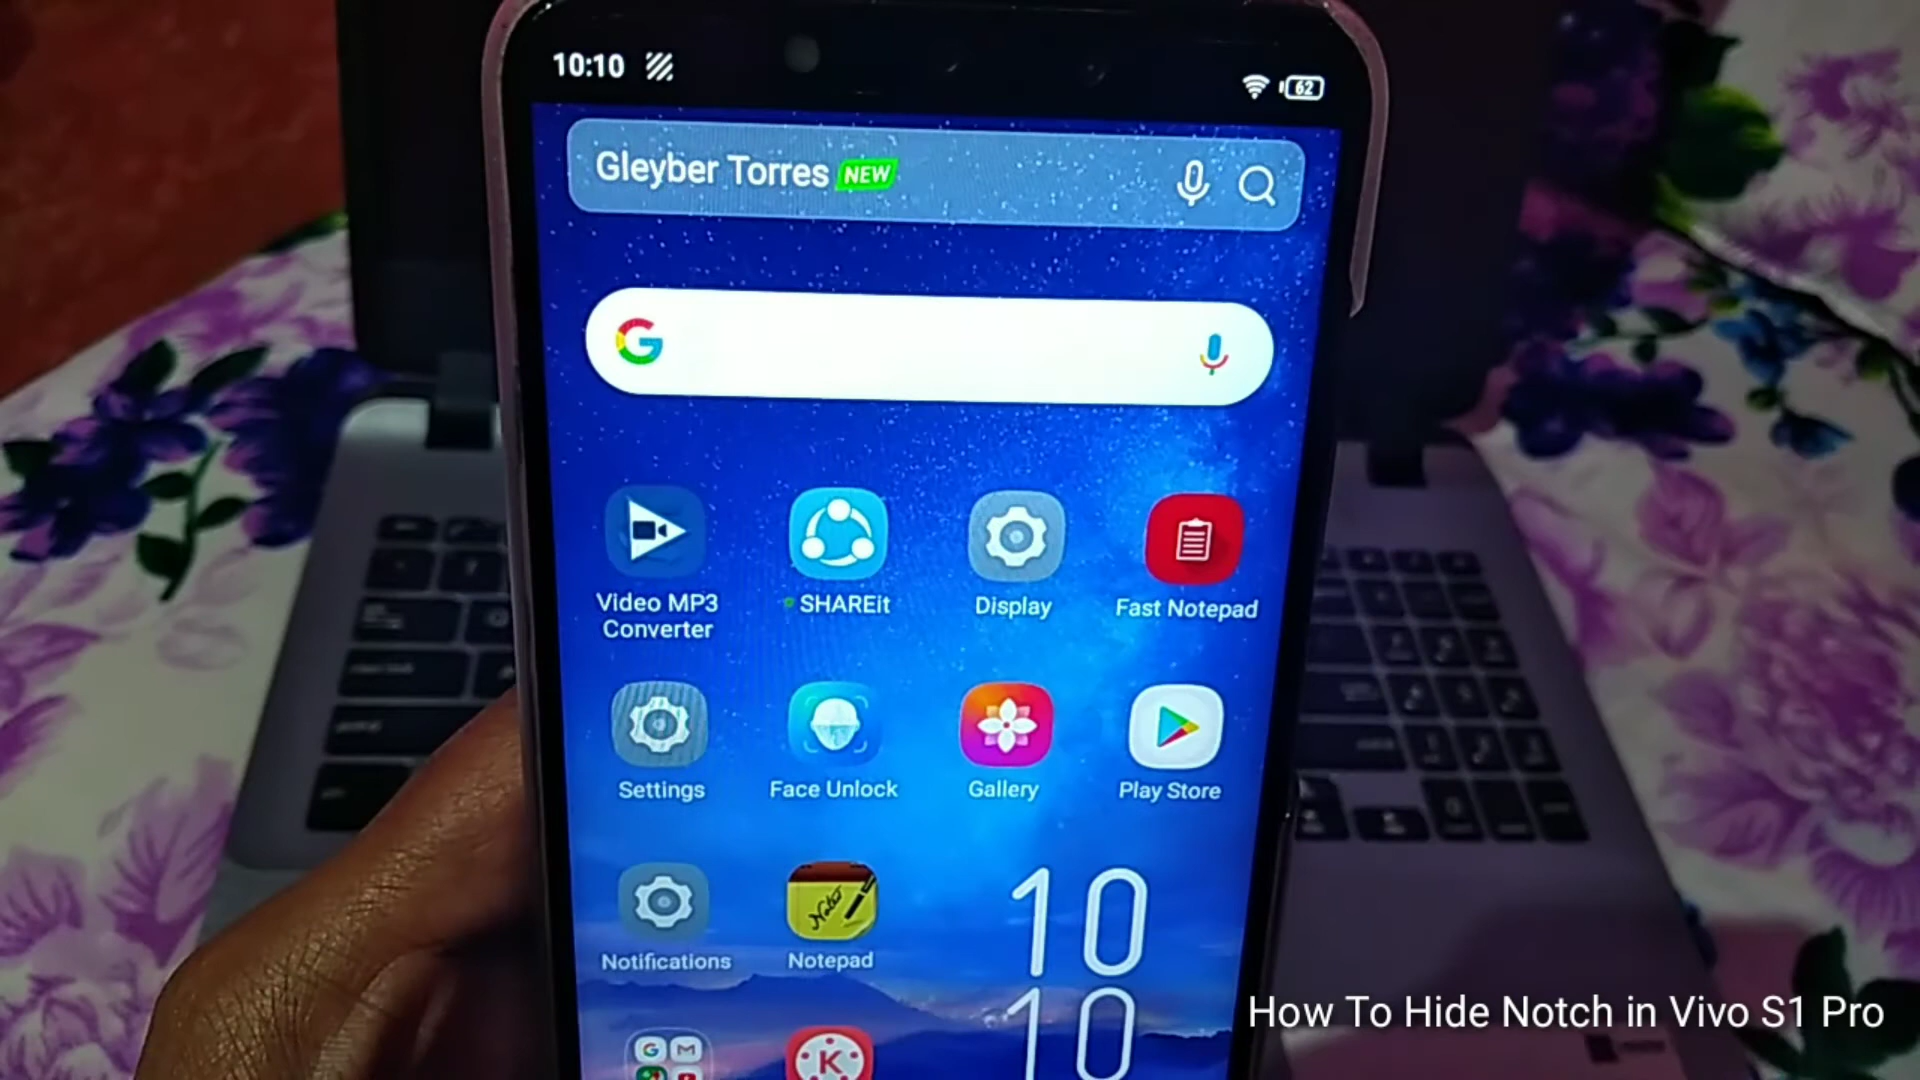 10:10
62
Gleyber Torres NEW
Video MP3 Converter
SHAREit
Display
Fast Notepad
Settings
Face Unlock
Gallery
Play Store
Notifications
Notes
Notepad
10
10
K
How To Hide Notch in Vivo S1 Pro